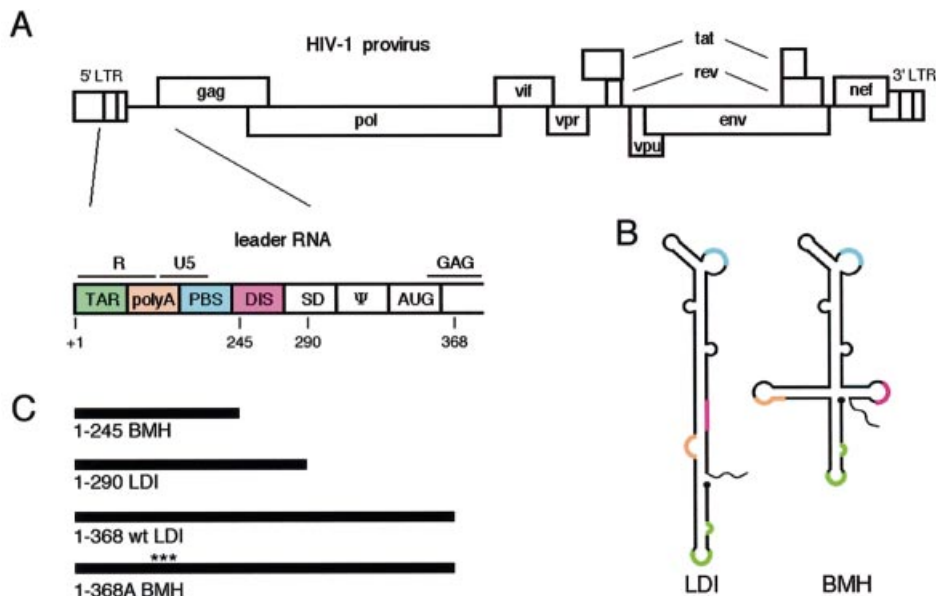 A
HIV-1 provirus
tat
rev
5' LTR
gag
pol
vif
vpr
vpu
env
nef
3' LTR
leader RNA
R U5 GAG
TAR polyA PBS DIS SD Ψ AUG
+1 245 290 368
B
LDI BMH
C
1-245 BMH
1-290 LDI
1-368 wt LDI
***
1-368A BMH